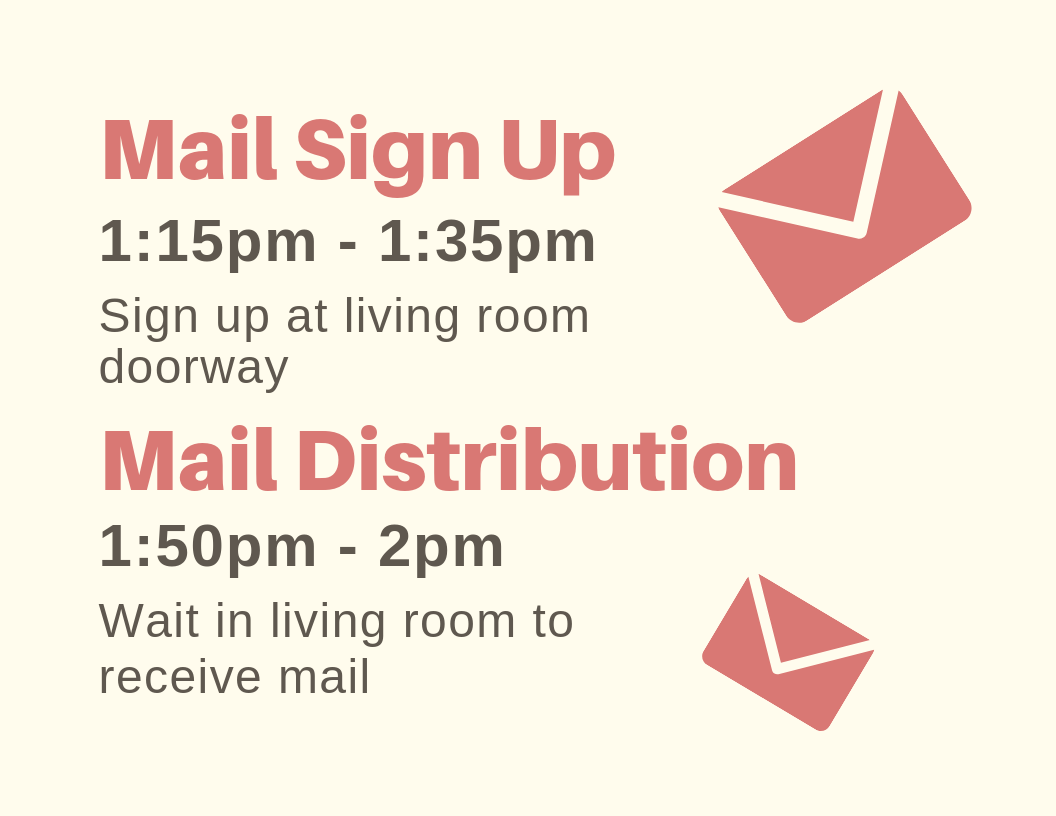 Mail Sign Up
1:15pm - 1:35pm
Sign up at living room
doorway
Mail Distribution
1:50pm - 2pm
Wait in living room to
receive mail